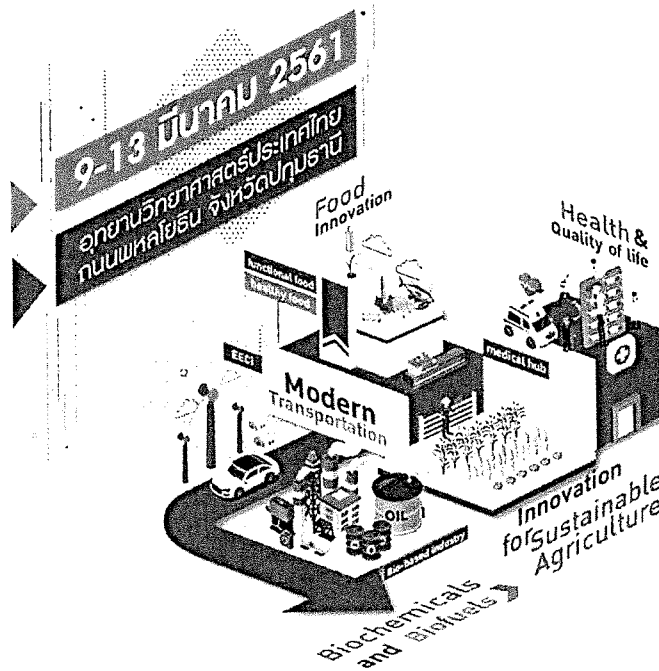 9-13 มีนาคม 2561
อุทยานวิทยาศาสตร์ประเทศไทย
ถนนพหลโยธิน จังหวัดปทุมธานี
Food
Innovation
Health &
Quality of life
functional food
healthy food
EECi
Modern
Transportation
medical hub
OIL
Bio-based industry
Innovation
for Sustainable
Agriculture
Biochemicals
and Biofuels